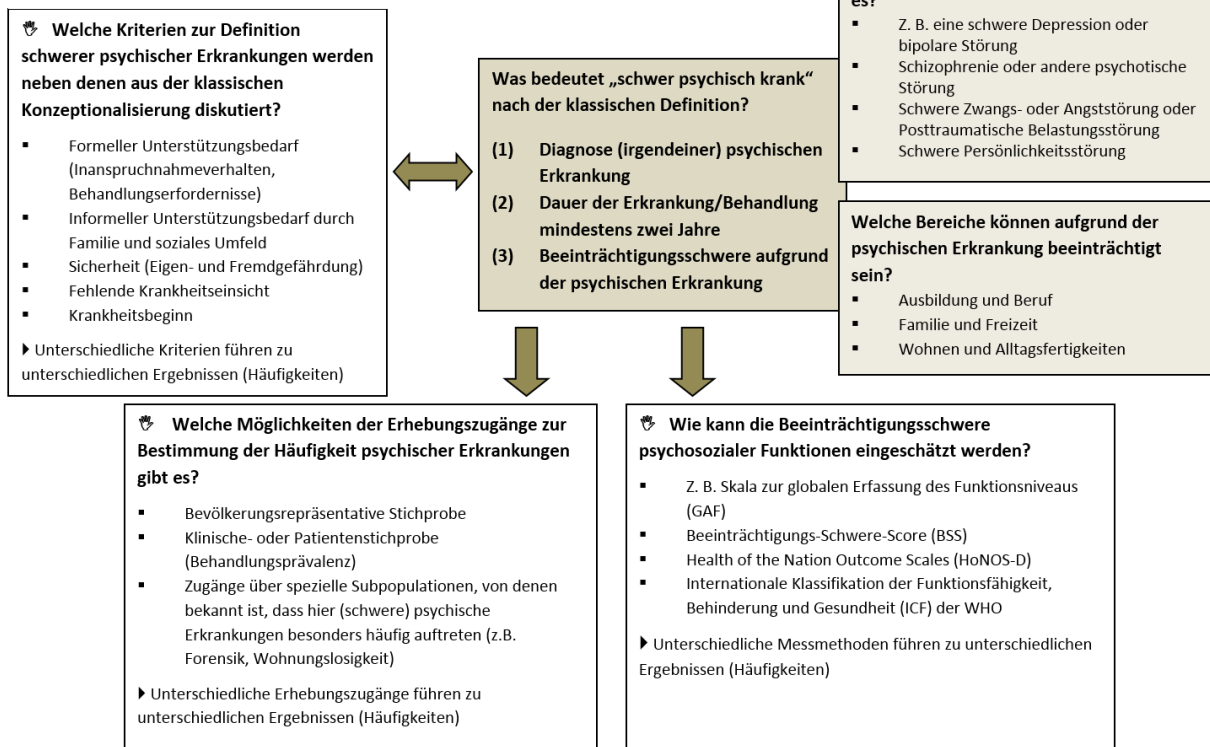 Welche Kriterien zur Definition
schwerer psychischer Erkrankungen werden
neben denen aus der klassischen
Konzeptionalisierung diskutiert?
▪ Formeller Unterstützungsbedarf
(Inanspruchnahmeverhalten,
Behandlungserfordernisse)
▪ Informeller Unterstützungsbedarf durch
Familie und soziales Umfeld
▪ Sicherheit (Eigen- und Fremdgefährdung)
▪ Fehlende Krankheitseinsicht
▪ Krankheitsbeginn
Unterschiedliche Kriterien führen zu
unterschiedlichen Ergebnissen (Häufigkeiten)
Was bedeutet „schwer psychisch krank“
nach der klassischen Definition?
(1) Diagnose (irgendeiner) psychischen
Erkrankung
(2) Dauer der Erkrankung/Behandlung
mindestens zwei Jahre
(3) Beeinträchtigungsschwere aufgrund
der psychischen Erkrankung
es?
▪ Z. B. eine schwere Depression oder
bipolare Störung
▪ Schizophrenie oder andere psychotische
Störung
▪ Schwere Zwangs- oder Angststörung oder
Posttraumatische Belastungsstörung
▪ Schwere Persönlichkeitsstörung
Welche Bereiche können aufgrund der
psychischen Erkrankung beeinträchtigt
sein?
▪ Ausbildung und Beruf
▪ Familie und Freizeit
▪ Wohnen und Alltagsfertigkeiten
Welche Möglichkeiten der Erhebungszugänge zur
Bestimmung der Häufigkeit psychischer Erkrankungen
gibt es?
▪ Bevölkerungsrepräsentative Stichprobe
▪ Klinische- oder Patientenstichprobe
(Behandlungsprävalenz)
▪ Zugänge über spezielle Subpopulationen, von denen
bekannt ist, dass hier (schwere) psychische
Erkrankungen besonders häufig auftreten (z.B.
Forensik, Wohnungslosigkeit)
Unterschiedliche Erhebungszugänge führen zu
unterschiedlichen Ergebnissen (Häufigkeiten)
Wie kann die Beeinträchtigungsschwere
psychosozialer Funktionen eingeschätzt werden?
▪ Z. B. Skala zur globalen Erfassung des Funktionsniveaus
(GAF)
▪ Beeinträchtigungs-Schwere-Score (BSS)
▪ Health of the Nation Outcome Scales (HoNOS-D)
▪ Internationale Klassifikation der Funktionsfähigkeit,
Behinderung und Gesundheit (ICF) der WHO
Unterschiedliche Messmethoden führen zu unterschiedlichen
Ergebnissen (Häufigkeiten)